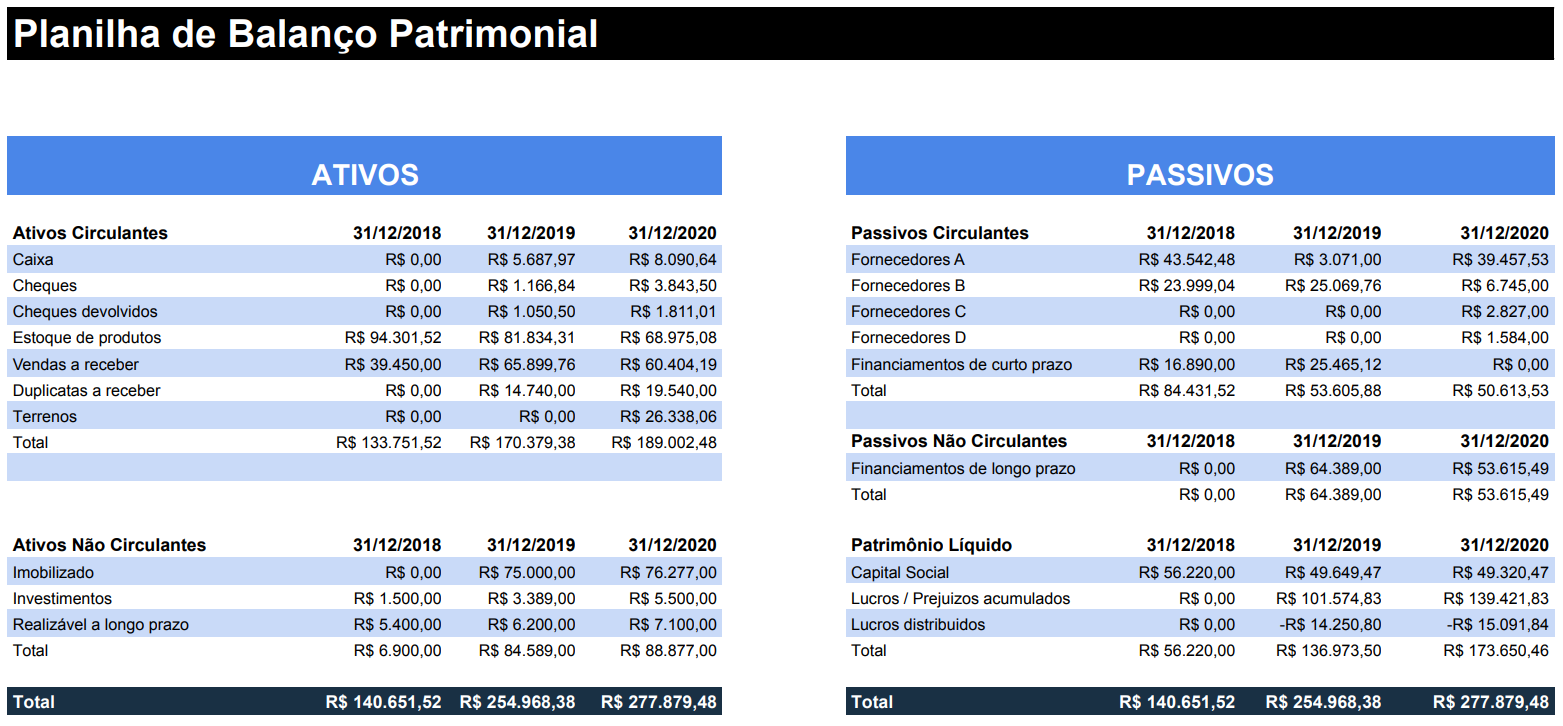 Planilha de Balanço Patrimonial
ATIVOS
Ativos Circulantes 31/12/2018 31/12/2019 31/12/2020
Caixa R$ 0,00 R$ 5.687,97 R$ 8.090,64
Cheques R$ 0,00 R$ 1.166,84 R$ 3.843,50
Cheques devolvidos R$ 0,00 R$ 1.050,50 R$ 1.811,01
Estoque de produtos R$ 94.301,52 R$ 81.834,31 R$ 68.975,08
Vendas a receber R$ 39.450,00 R$ 65.899,76 R$ 60.404,19
Duplicatas a receber R$ 0,00 R$ 14.740,00 R$ 19.540,00
Terrenos R$ 0,00 R$ 0,00 R$ 26.338,06
Total R$ 133.751,52 R$ 170.379,38 R$ 189.002,48
Ativos Não Circulantes 31/12/2018 31/12/2019 31/12/2020
Imobilizado R$ 0,00 R$ 75.000,00 R$ 76.277,00
Investimentos R$ 1.500,00 R$ 3.389,00 R$ 5.500,00
Realizável a longo prazo R$ 5.400,00 R$ 6.200,00 R$ 7.100,00
Total R$ 6.900,00 R$ 84.589,00 R$ 88.877,00
Total R$ 140.651,52 R$ 254.968,38 R$ 277.879,48
PASSIVOS
Passivos Circulantes 31/12/2018 31/12/2019 31/12/2020
Fornecedores A R$ 43.542,48 R$ 3.071,00 R$ 39.457,53
Fornecedores B R$ 23.999,04 R$ 25.069,76 R$ 6.745,00
Fornecedores C R$ 0,00 R$ 0,00 R$ 2.827,00
Fornecedores D R$ 0,00 R$ 0,00 R$ 1.584,00
Financiamentos de curto prazo R$ 16.890,00 R$ 25.465,12 R$ 0,00
Total R$ 84.431,52 R$ 53.605,88 R$ 50.613,53
Passivos Não Circulantes 31/12/2018 31/12/2019 31/12/2020
Financiamentos de longo prazo R$ 0,00 R$ 64.389,00 R$ 53.615,49
Total R$ 0,00 R$ 64.389,00 R$ 53.615,49
Patrimônio Líquido 31/12/2018 31/12/2019 31/12/2020
Capital Social R$ 56.220,00 R$ 49.649,47 R$ 49.320,47
Lucros / Prejuizos acumulados R$ 0,00 R$ 101.574,83 R$ 139.421,83
Lucros distribuidos R$ 0,00 -R$ 14.250,80 -R$ 15.091,84
Total R$ 56.220,00 R$ 136.973,50 R$ 173.650,46
Total R$ 140.651,52 R$ 254.968,38 R$ 277.879,48